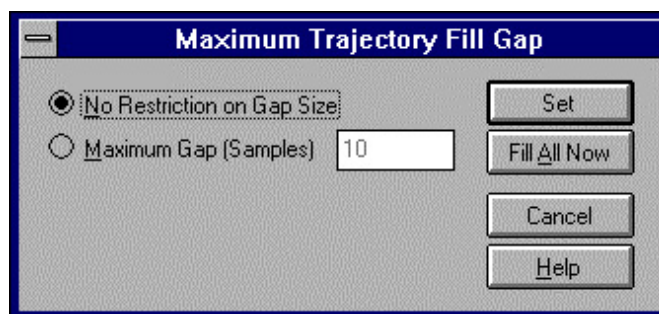 Maximum Trajectory Fill Gap
No Restriction on Gap Size
Maximum Gap (Samples) 10
Set
Fill All Now
Cancel
Help